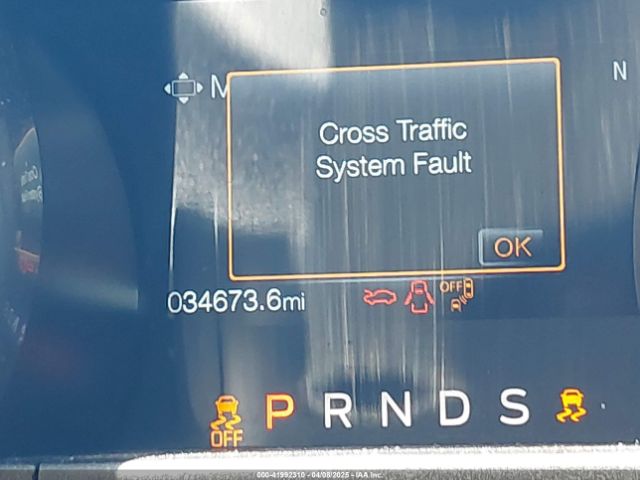 N
M
Cross Traffic
System Fault
OK
034673.6mi
OFF
P R N D S
OFF
000-41992310 - 04/08/2025 - IAA Inc.